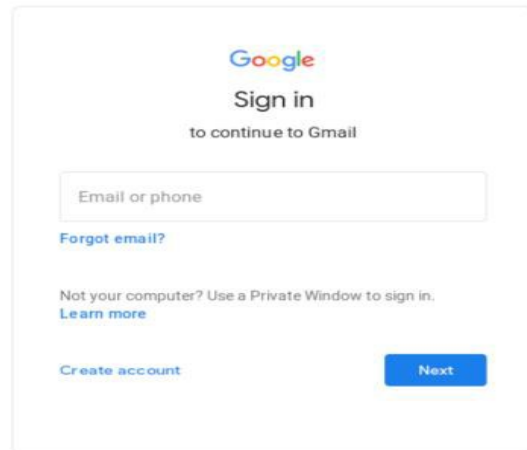 Google
Sign in
to continue to Gmail
Email or phone
Forgot email?
Not your computer? Use a Private Window to sign in.
Learn more
Create account
Next